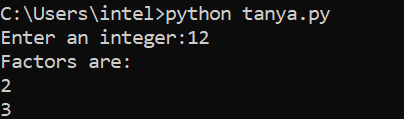 C:\Users\intel>python tanya.py
Enter an integer:12
Factors are:
2
3